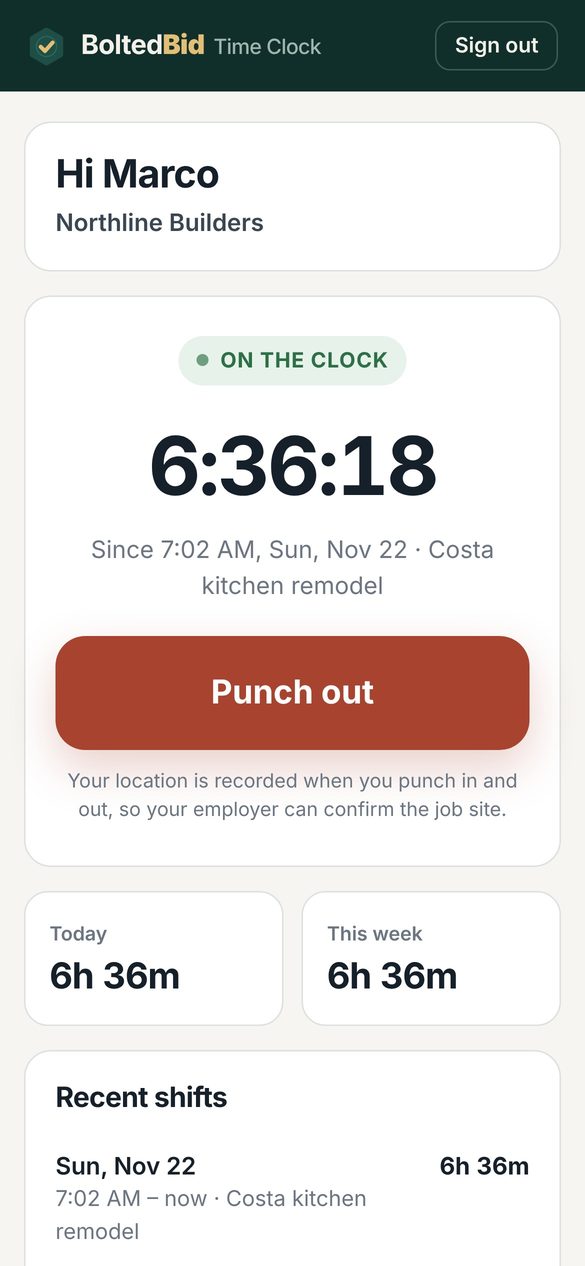 BoltedBid Time Clock
Sign out
Hi Marco
Northline Builders
ON THE CLOCK
6:36:18
Since 7:02 AM, Sun, Nov 22 · Costa
kitchen remodel
Punch out
Your location is recorded when you punch in and
out, so your employer can confirm the job site.
Today
6h 36m
This week
6h 36m
Recent shifts
Sun, Nov 22
6h 36m
7:02 AM – now · Costa kitchen
remodel